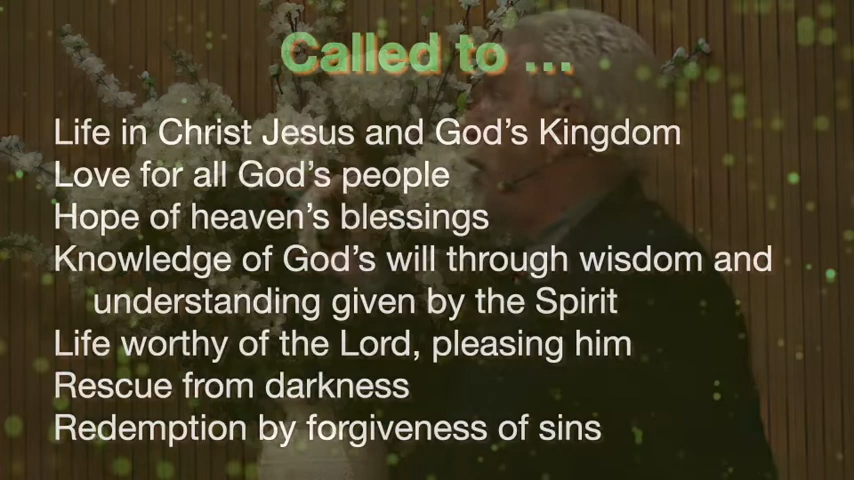 Called to ...
Life in Christ Jesus and God's Kingdom
Love for all God's people
Hope of heaven's blessings
Knowledge of God's will through wisdom and
understanding given by the Spirit
Life worthy of the Lord, pleasing him
Rescue from darkness
Redemption by forgiveness of sins